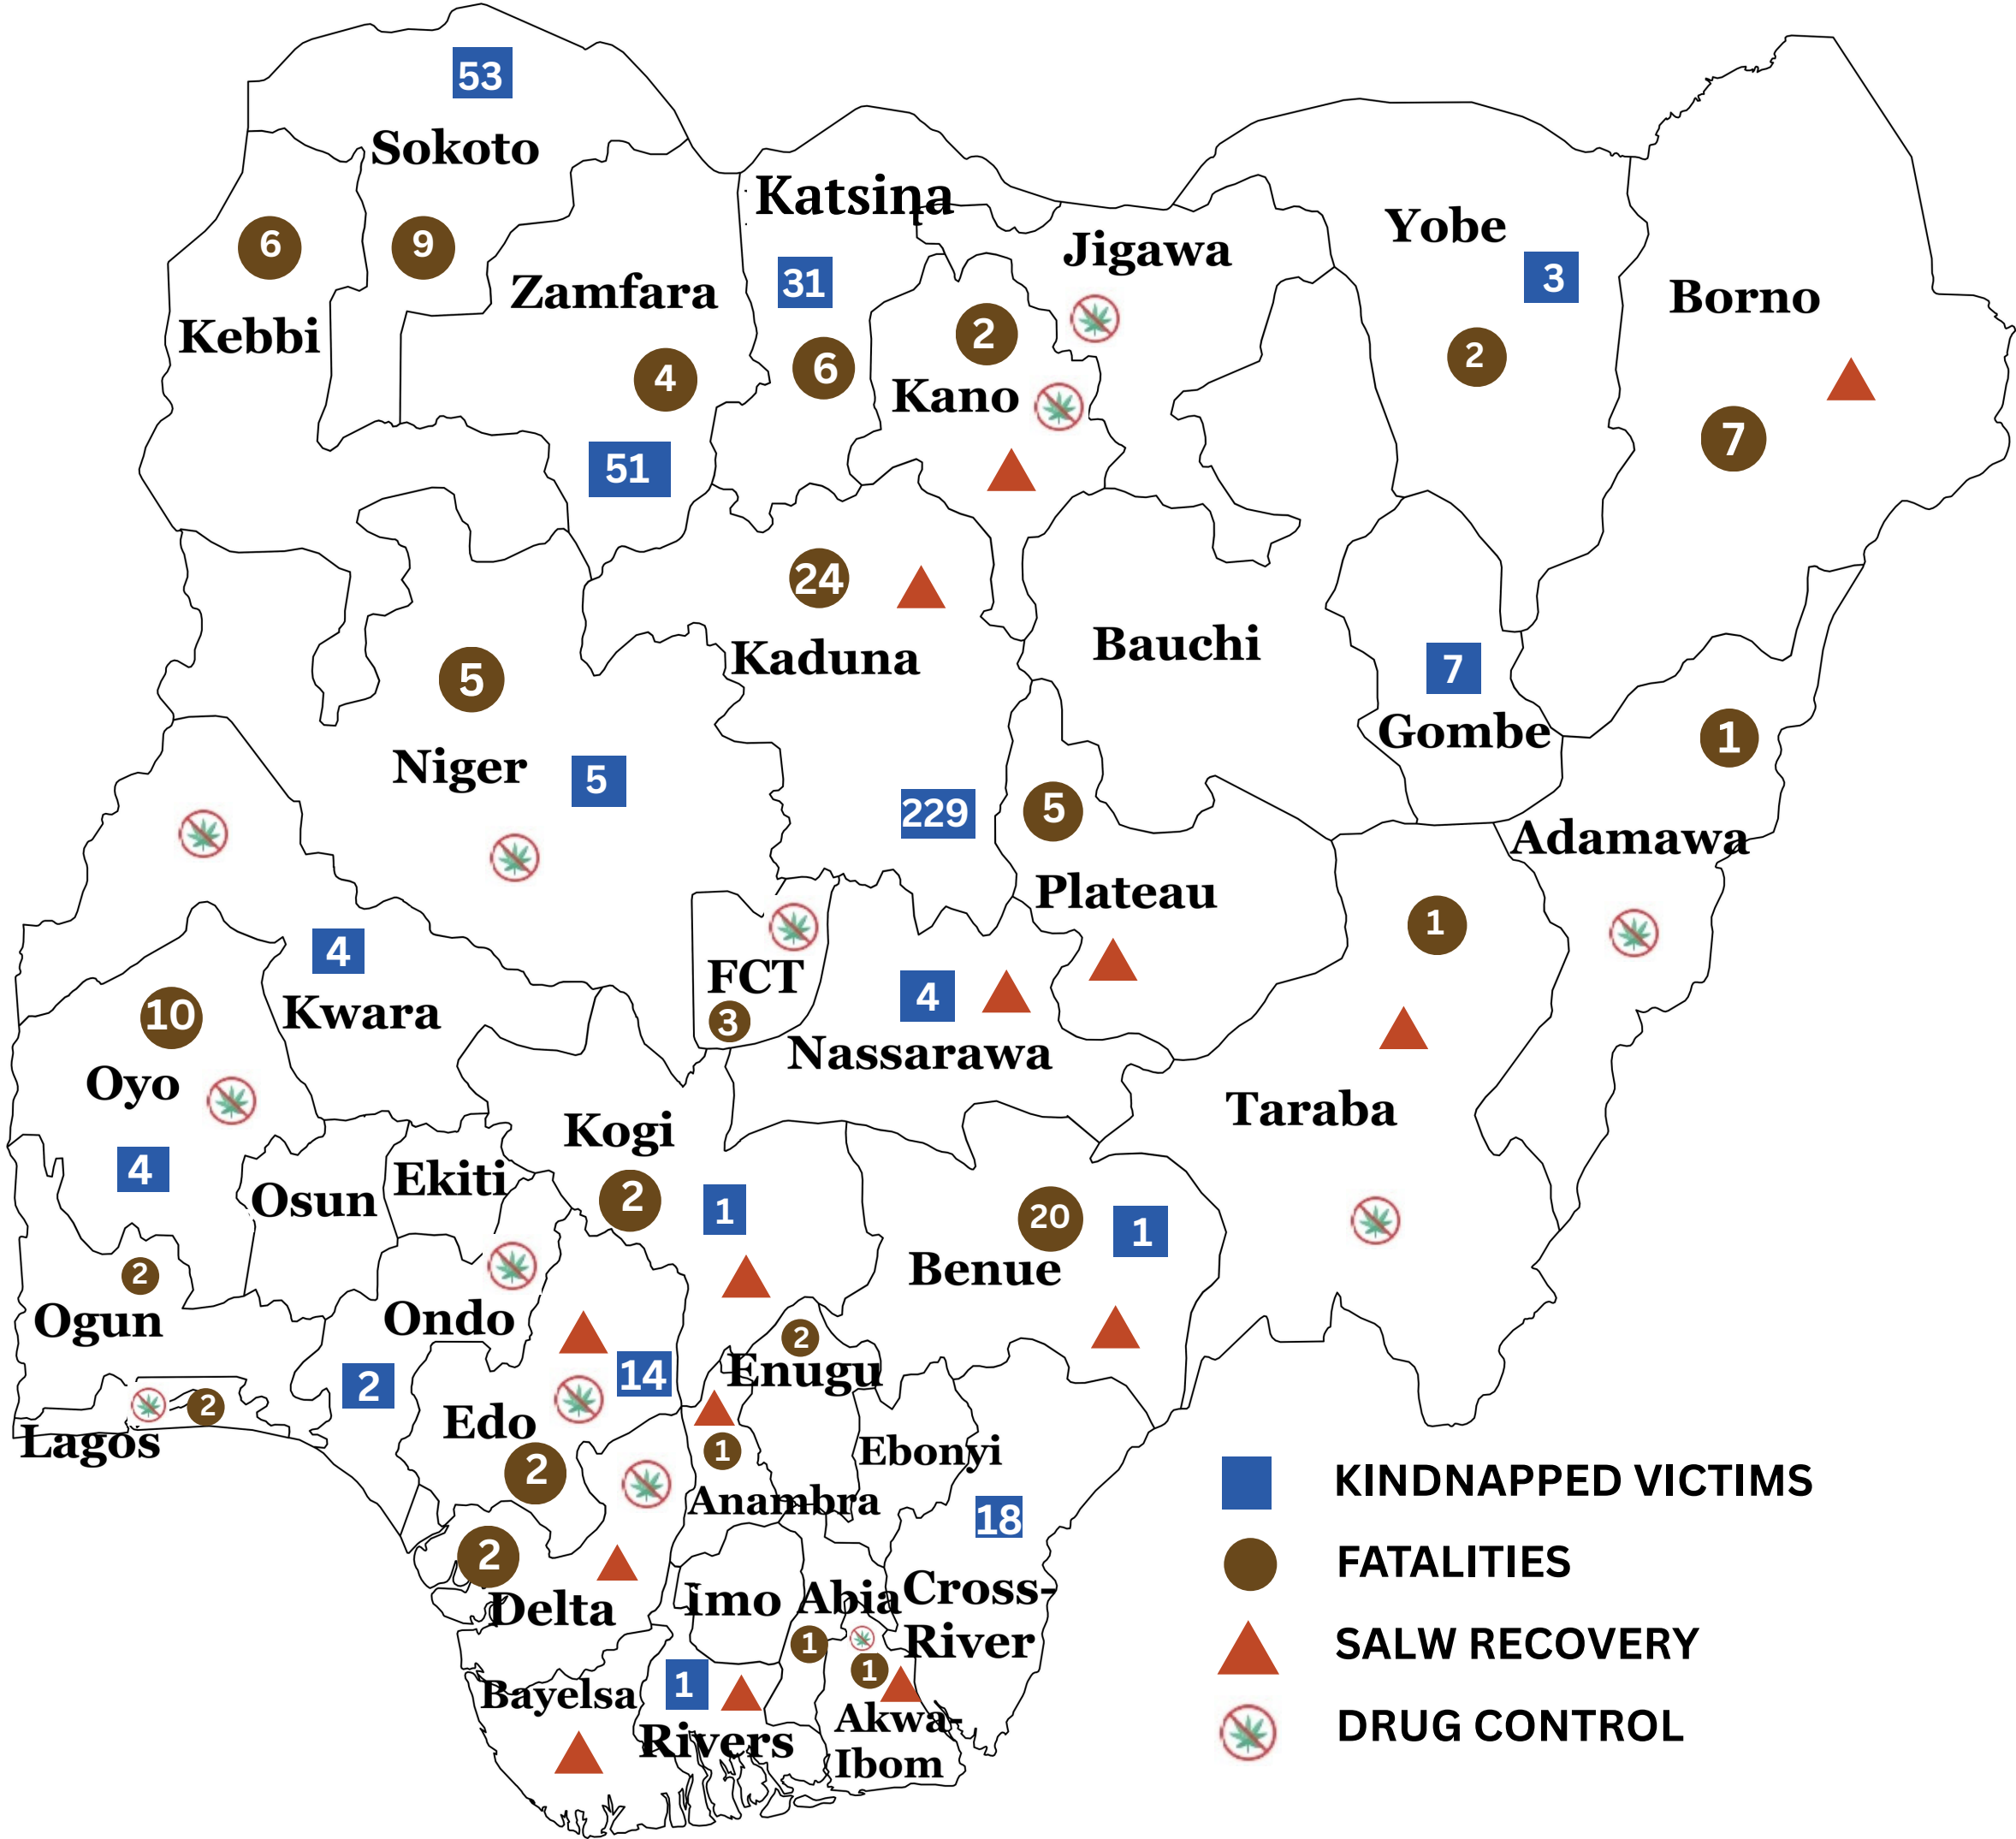 53
Sokoto
Katsina
6
9
Yobe
Jigawa
3
31
Zamfara
Borno
Kebbi
2
2
6
4
Kano
7
51
24
Bauchi
Kaduna
7
5
Gombe
1
Niger
5
229
5
Adamawa
Plateau
1
4
FCT
4
10
Kwara
3
Nassarawa
Oyo
Taraba
Kogi
4
Ekiti
Osun
2
1
20
1
Benue
2
Ogun
Ondo
2
Enugu
14
2
2
Lagos
Edo
1
Ebonyi
2
Anambra
18
2
Delta
Imo
Abia
Cross-
River
1
1
1
Bayelsa
Rivers
Akwa-
Ibom
KINDNAPPED VICTIMS
FATALITIES
SALW RECOVERY
DRUG CONTROL